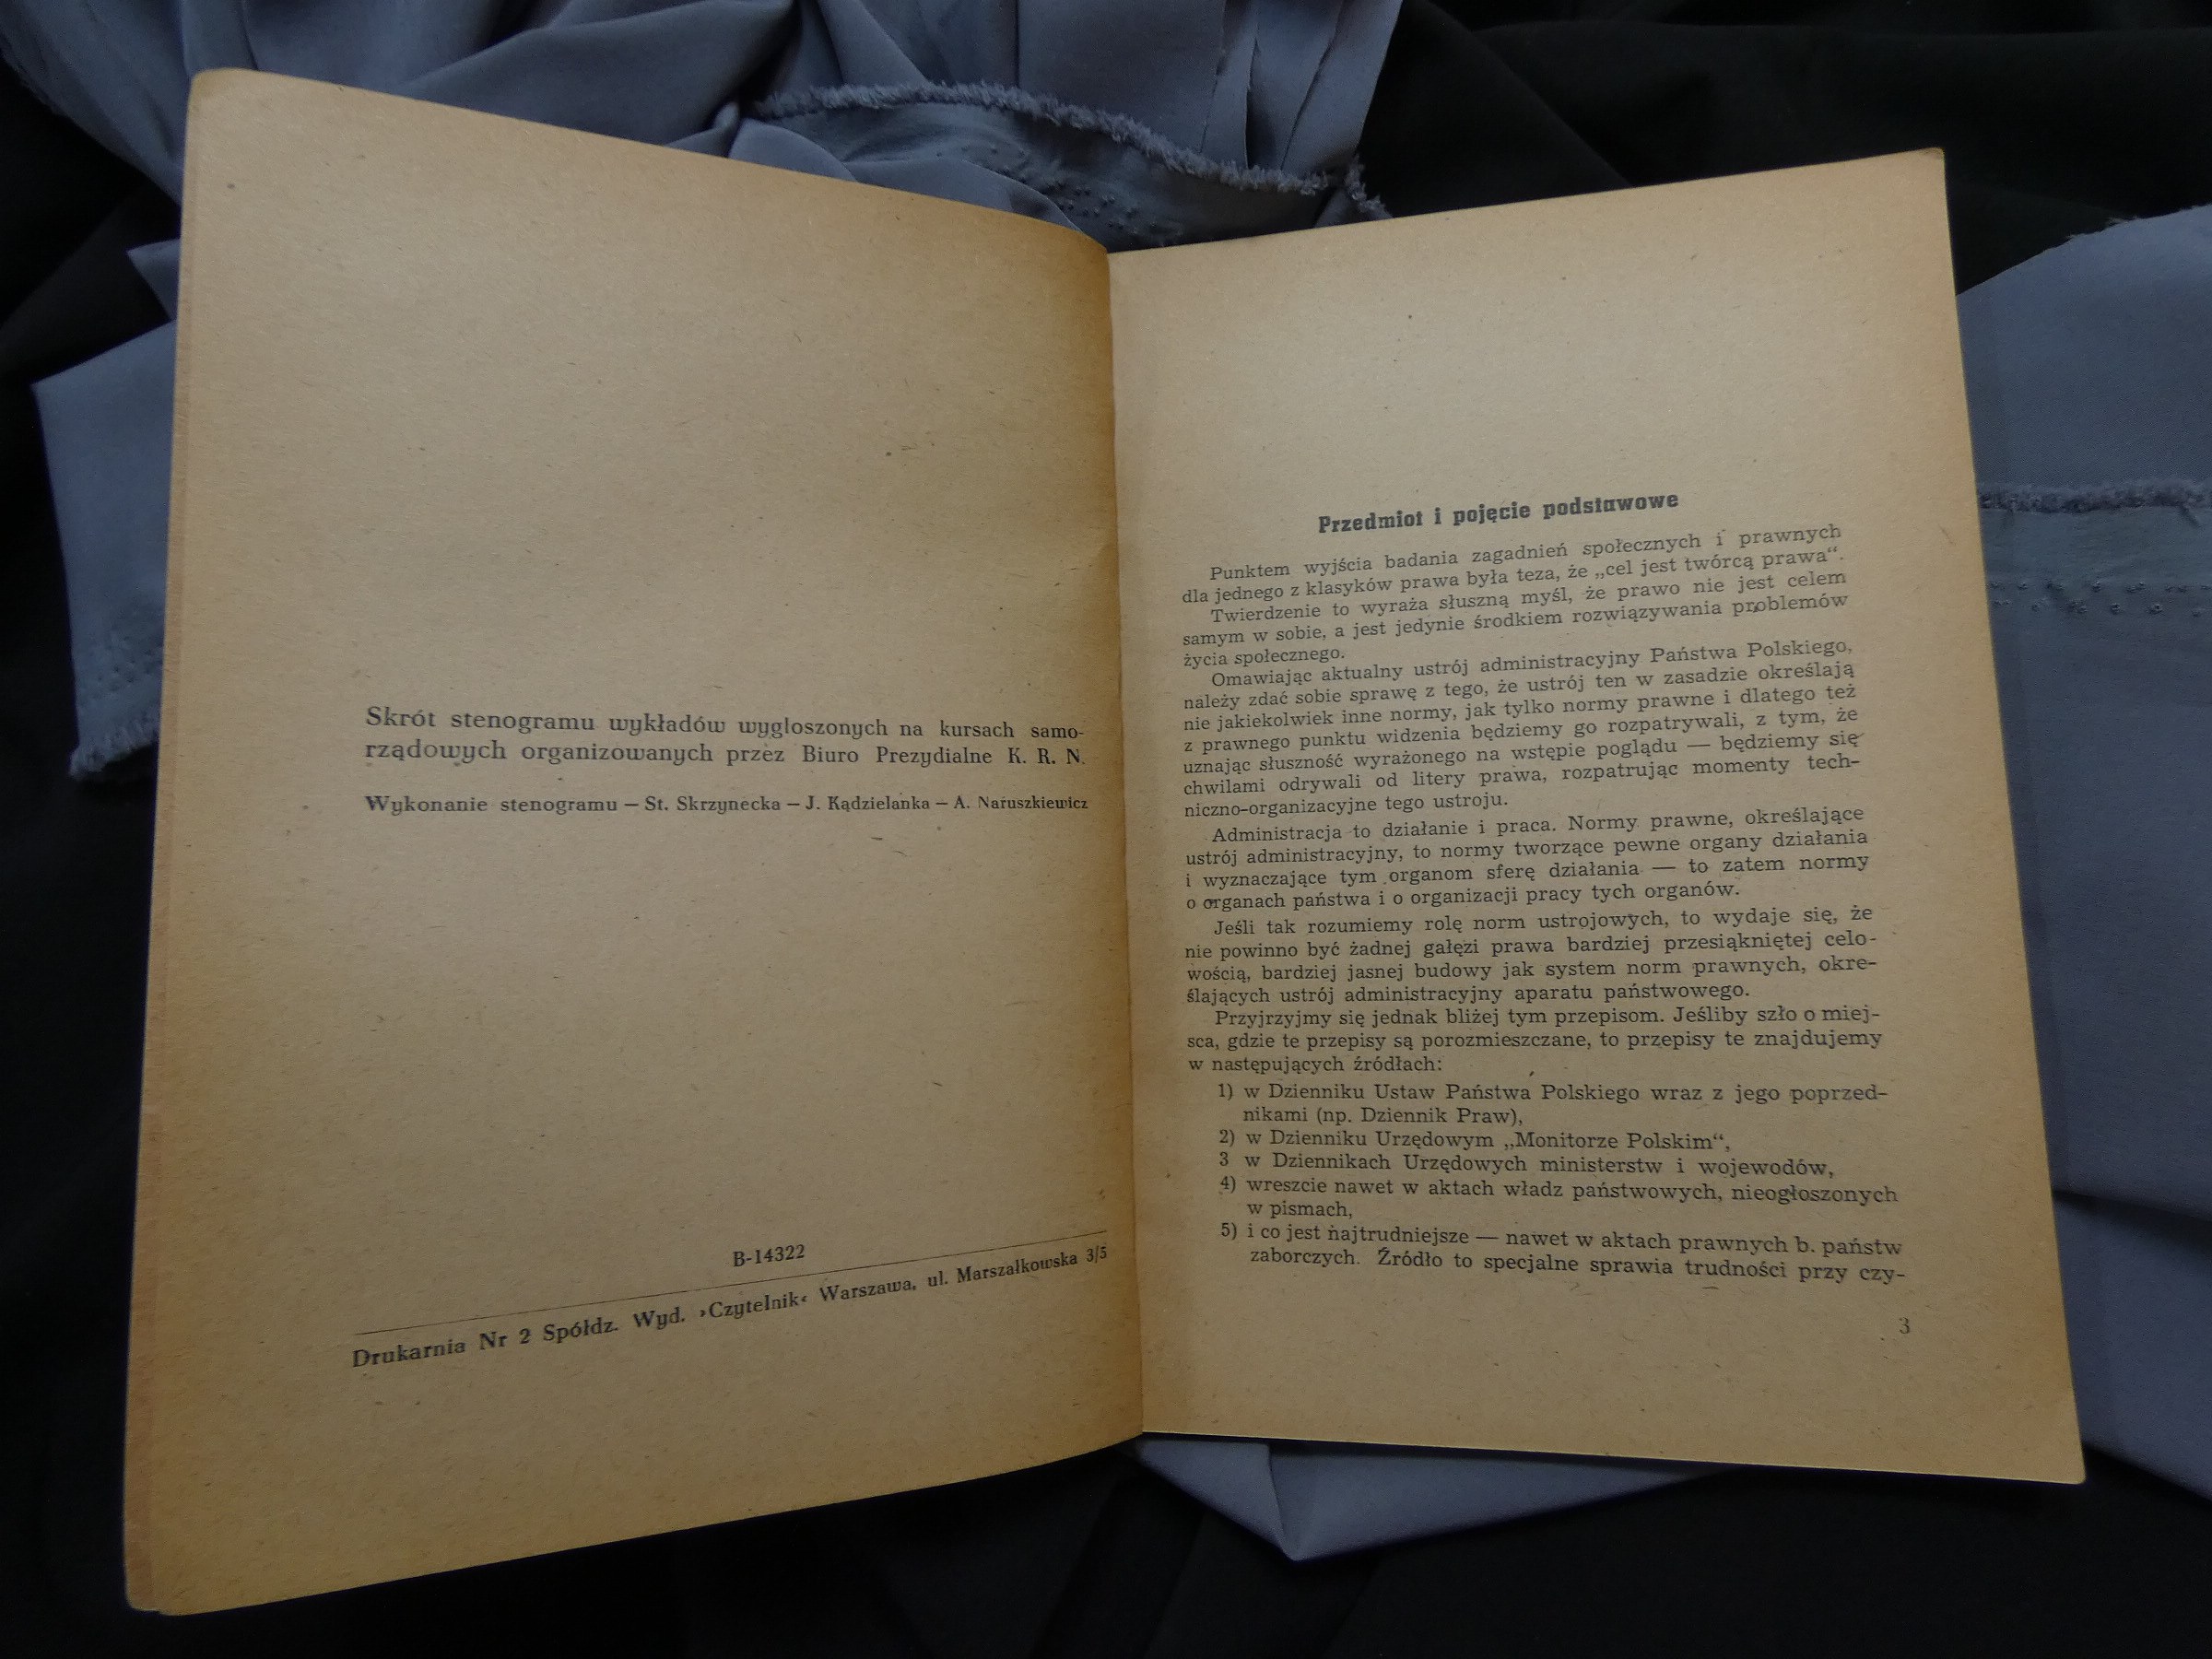 Skrót stenogramu wykładów wygłoszonych na kursach samo-
rządowych organizowanych przez Biuro Prezydialne K. R. N.
Wykonanie stenogramu — St. Skrzynecka — J. Kądzielanka — A. Naruszkiewicz
B-14322
Drukarnia Nr 2 Spółdz. Wyd. ›Czytelnik‹ Warszawa, ul. Marszałkowska 3/5
Przedmiot i pojęcie podstawowe
Punktem wyjścia badania zagadnień społecznych i prawnych
dla jednego z klasyków prawa była teza, że „cel jest twórcą prawa“.
Twierdzenie to wyraża słuszną myśl, że prawo nie jest celem
samym w sobie, a jest jedynie środkiem rozwiązywania problemów
życia społecznego.
Omawiając aktualny ustrój administracyjny Państwa Polskiego,
należy zdać sobie sprawę z tego, że ustrój ten w zasadzie określają
nie jakiekolwiek inne normy, jak tylko normy prawne i dlatego też
z prawnego punktu widzenia będziemy go rozpatrywali, z tym, że
uznając słuszność wyrażonego na wstępie poglądu — będziemy się
chwilami odrywali od litery prawa, rozpatrując momenty tech-
niczno-organizacyjne tego ustroju.
Administracja to działanie i praca. Normy prawne, określające
ustrój administracyjny, to normy tworzące pewne organy działania
i wyznaczające tym organom sferę działania — to zatem normy
o organach państwa i o organizacji pracy tych organów.
Jeśli tak rozumiemy rolę norm ustrojowych, to wydaje się, że
nie powinno być żadnej gałęzi prawa bardziej przesiąkniętej celo-
wością, bardziej jasnej budowy jak system norm prawnych, okre-
ślających ustrój administracyjny aparatu państwowego.
Przyjrzyjmy się jednak bliżej tym przepisom. Jeśliby szło o miej-
sca, gdzie te przepisy są porozmieszczane, to przepisy te znajdujemy
w następujących źródłach:
1) w Dzienniku Ustaw Państwa Polskiego wraz z jego poprzed-
nikami (np. Dziennik Praw),
2) w Dzienniku Urzędowym „Monitorze Polskim“,
3 w Dziennikach Urzędowych ministerstw i wojewodów,
4) wreszcie nawet w aktach władz państwowych, nieogłoszonych
w pismach,
5) i co jest najtrudniejsze — nawet w aktach prawnych b. państw
zaborczych. Źródło to specjalne sprawia trudności przy czy-
3